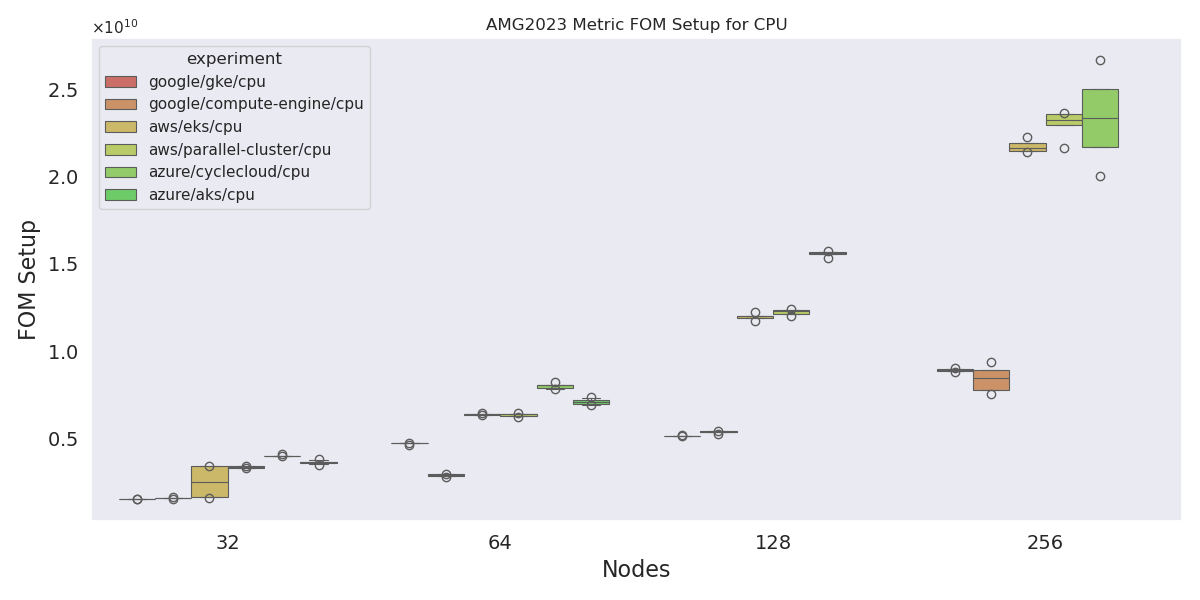 ×10¹⁰
AMG2023 Metric FOM Setup for CPU
experiment
google/gke/cpu
google/compute-engine/cpu
aws/eks/cpu
aws/parallel-cluster/cpu
azure/cyclecloud/cpu
azure/aks/cpu
2.5
2.0
1.5
1.0
0.5
FOM Setup
32 64 128 256
Nodes